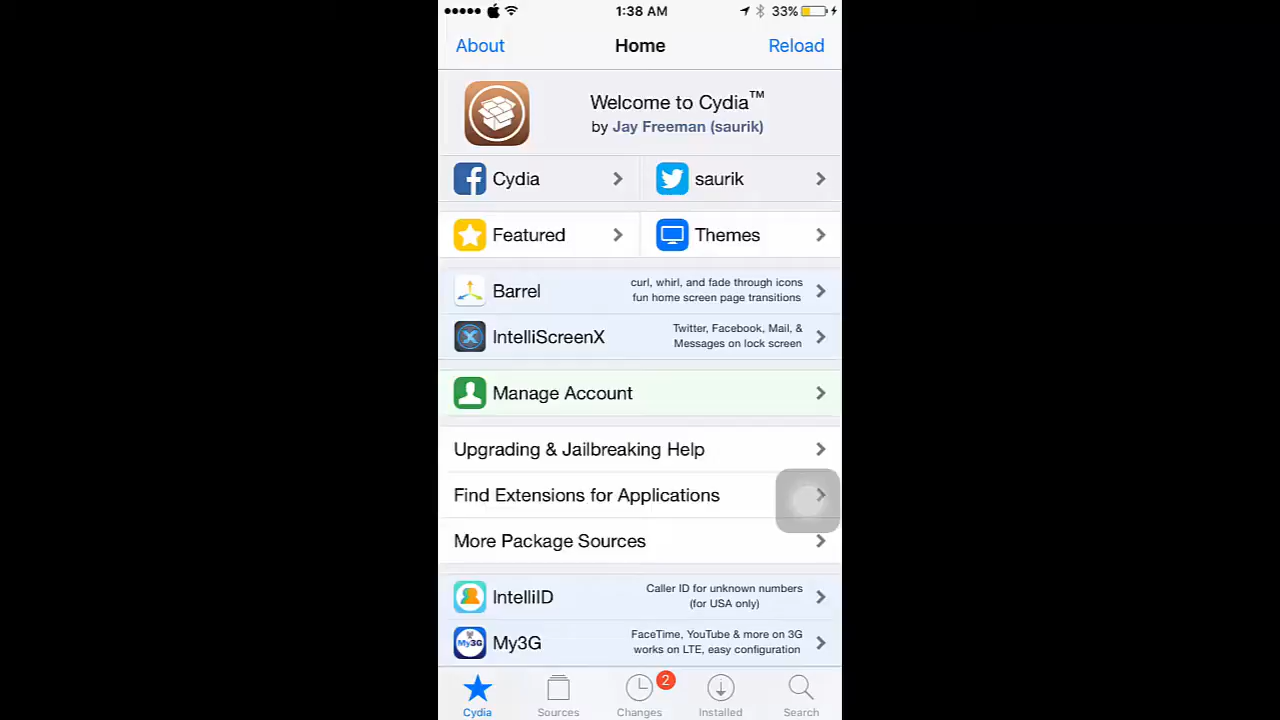 1:38 AM 33%
About Home Reload
Welcome to Cydia™
by Jay Freeman (saurik)
Cydia saurik
Featured Themes
Barrel
curl, whirl, and fade through icons
fun home screen page transitions
IntelliScreenX
Twitter, Facebook, Mail, &
Messages on lock screen
Manage Account
Upgrading & Jailbreaking Help
Find Extensions for Applications
More Package Sources
IntelliID
Caller ID for unknown numbers
(for USA only)
My3G
My3G
FaceTime, YouTube & more on 3G
works on LTE, easy configuration
2
Cydia Sources Changes Installed Search